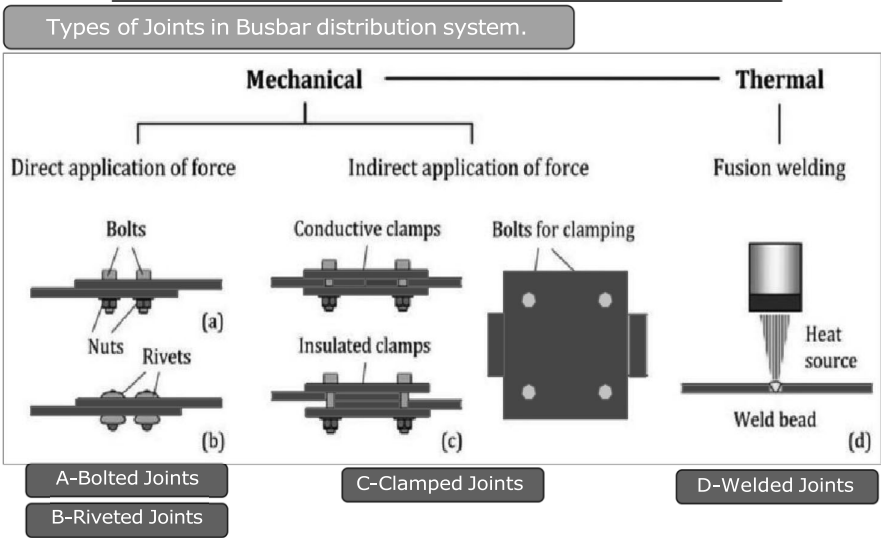 Types of Joints in Busbar distribution system.
Mechanical
Thermal
Direct application of force
Indirect application of force
Fusion welding
Bolts
(a)
Nuts
Rivets
(b)
Conductive clamps
Insulated clamps
(c)
Bolts for clamping
Heat
source
Weld bead
(d)
A-Bolted Joints
B-Riveted Joints
C-Clamped Joints
D-Welded Joints